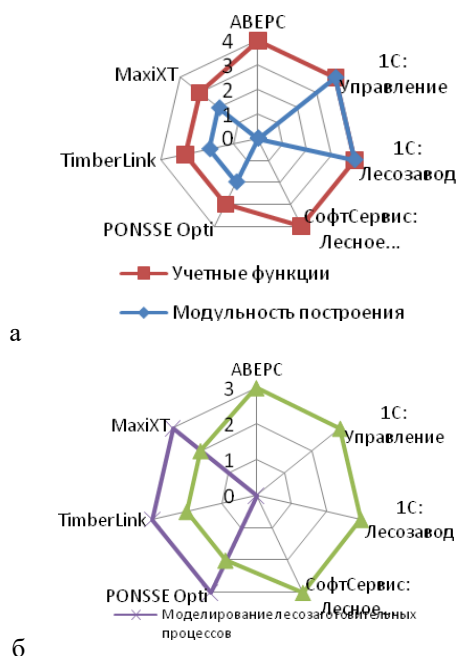 АВЕРС
4
3
2
1
0
1С:
Управление
1С:
Лесозавод
СофтСервис:
Лесное...
PONSSE Opti
TimberLink
MaxiXT
Учетные функции
Модульность построения
а
АВЕРС
3
2
1
0
1С:
Управление
1С:
Лесозавод
СофтСервис:
Лесное...
PONSSE Opti
TimberLink
MaxiXT
Моделирование лесозаготовительных
процессов
б